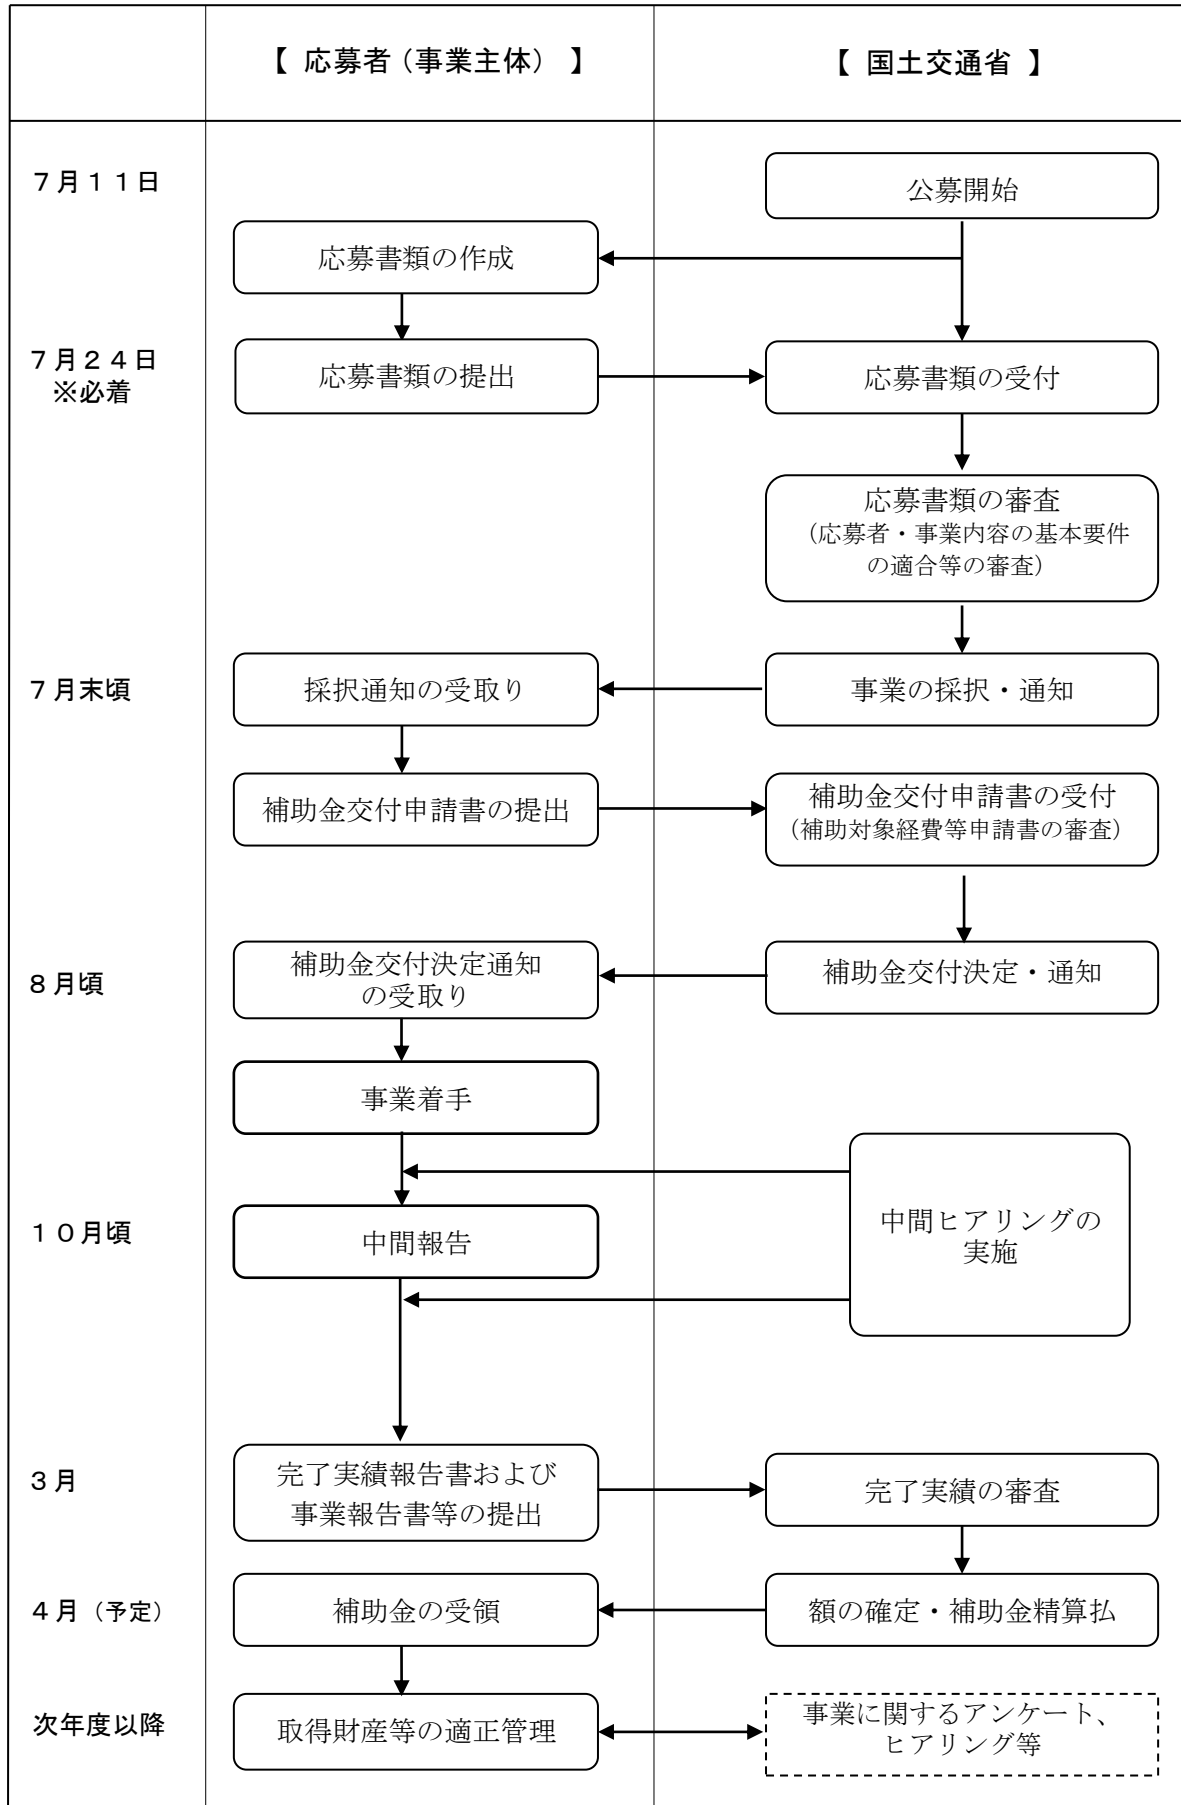 【 応募者（事業主体） 】
【 国土交通省 】
７月１１日
公募開始
応募書類の作成
７月２４日
※必着
応募書類の提出
応募書類の受付
応募書類の審査
（応募者・事業内容の基本要件
の適合等の審査）
７月末頃
採択通知の受取り
事業の採択・通知
補助金交付申請書の提出
補助金交付申請書の受付
（補助対象経費等申請書の審査）
８月頃
補助金交付決定通知
の受取り
補助金交付決定・通知
事業着手
１０月頃
中間報告
中間ヒアリングの
実施
３月
完了実績報告書および
事業報告書等の提出
完了実績の審査
４月（予定）
補助金の受領
額の確定・補助金精算払
次年度以降
取得財産等の適正管理
事業に関するアンケート、
ヒアリング等